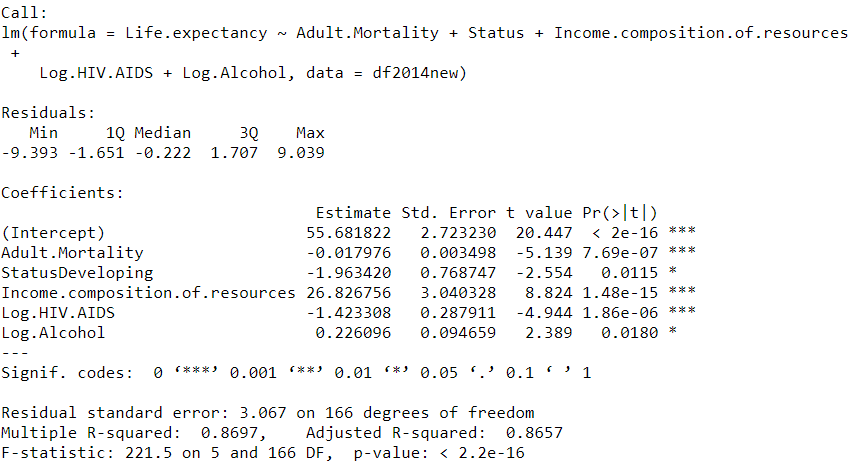 Call:
lm(formula = Life.expectancy ~ Adult.Mortality + Status + Income.composition.of.resources
 +
    Log.HIV.AIDS + Log.Alcohol, data = df2014new)

Residuals:
   Min     1Q Median     3Q    Max
-9.393 -1.651 -0.222  1.707  9.039

Coefficients:
                                Estimate Std. Error t value Pr(>|t|)
(Intercept)                    55.681822   2.723230  20.447  < 2e-16 ***
Adult.Mortality                -0.017976   0.003498  -5.139 7.69e-07 ***
StatusDeveloping               -1.963420   0.768747  -2.554   0.0115 *
Income.composition.of.resources 26.826756   3.040328   8.824 1.48e-15 ***
Log.HIV.AIDS                   -1.423308   0.287911  -4.944 1.86e-06 ***
Log.Alcohol                     0.226096   0.094659   2.389   0.0180 *
---
Signif. codes:  0 ‘***’ 0.001 ‘**’ 0.01 ‘*’ 0.05 ‘.’ 0.1 ‘ ’ 1

Residual standard error: 3.067 on 166 degrees of freedom
Multiple R-squared:  0.8697,    Adjusted R-squared:  0.8657
F-statistic: 221.5 on 5 and 166 DF,  p-value: < 2.2e-16